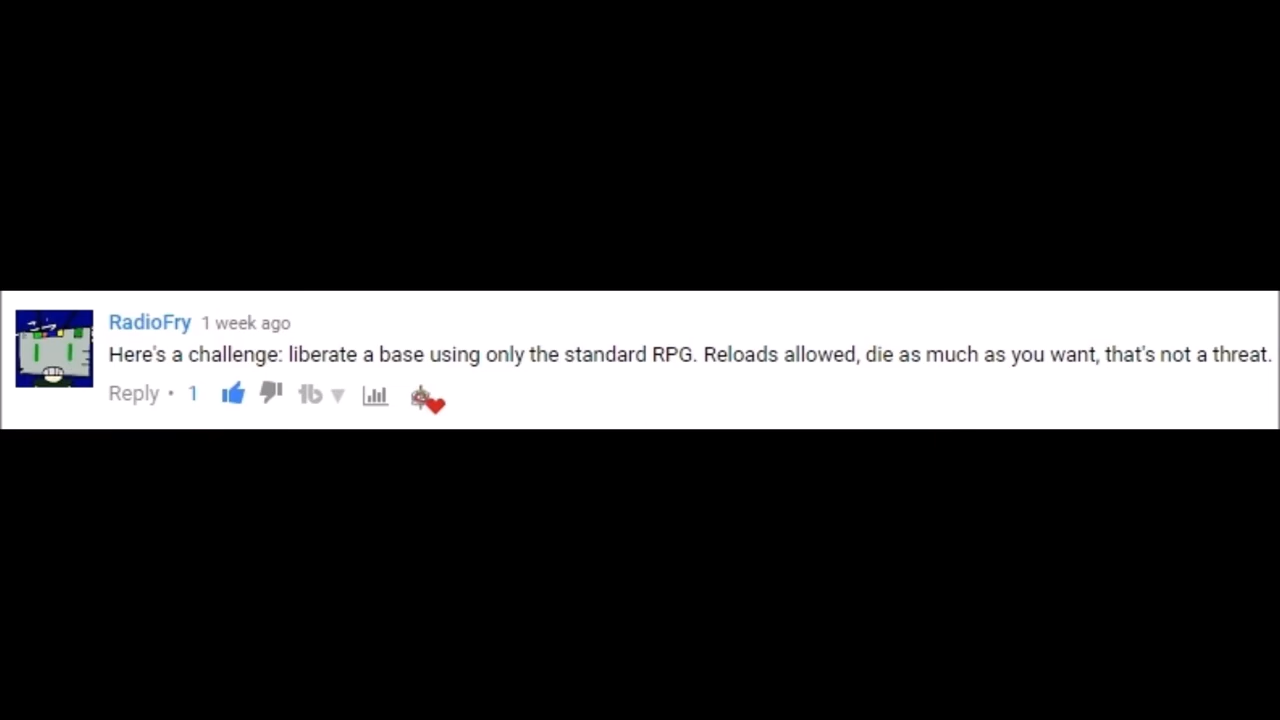 RadioFry 1 week ago
Here's a challenge: liberate a base using only the standard RPG. Reloads allowed, die as much as you want, that's not a threat.
Reply • 1 tb